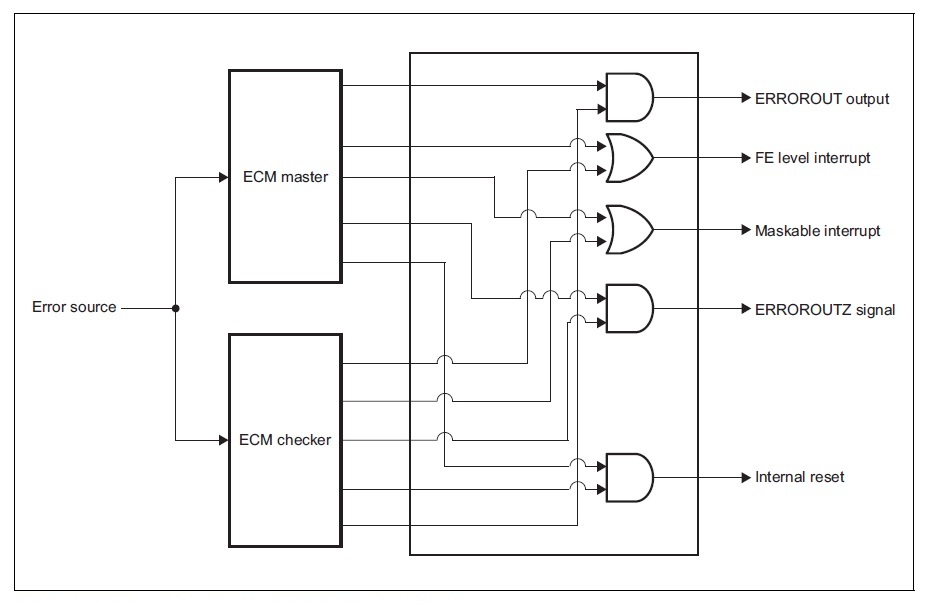 ERROROUT output
FE level interrupt
ECM master
Maskable interrupt
Error source
ERROROUTZ signal
ECM checker
Internal reset